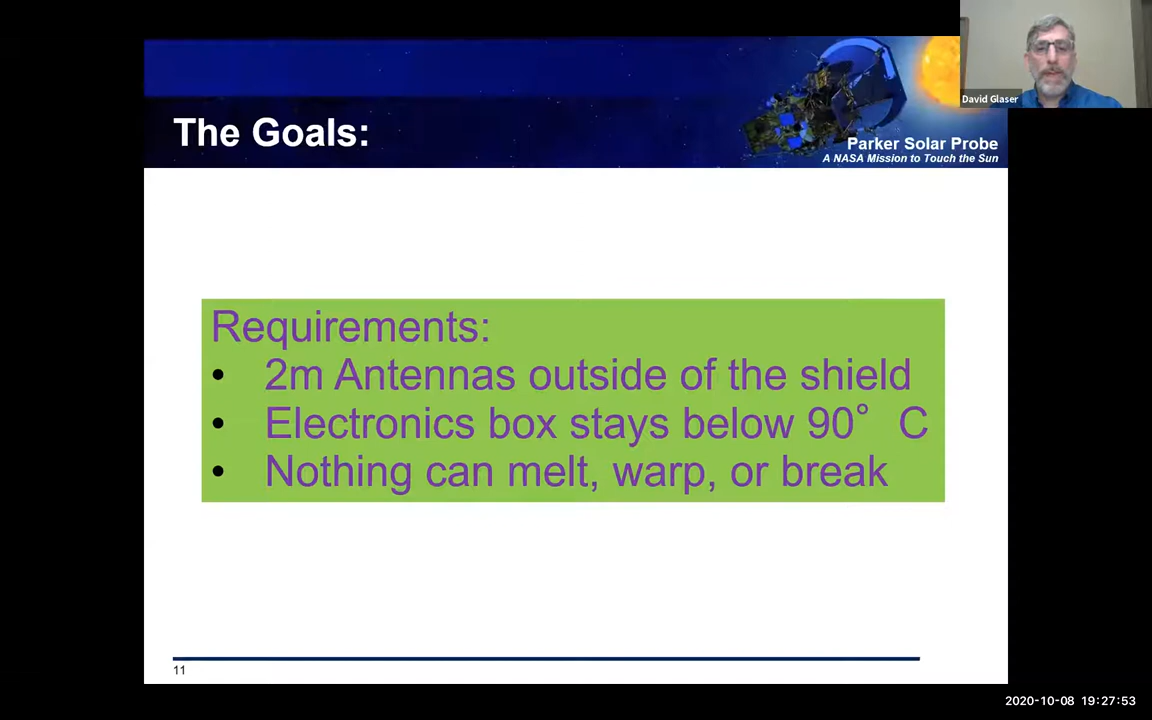 David Glaser
The Goals:
Parker Solar Probe
A NASA Mission to Touch the Sun
Requirements:
• 2m Antennas outside of the shield
• Electronics box stays below 90° C
• Nothing can melt, warp, or break
11
2020-10-08 19:27:53